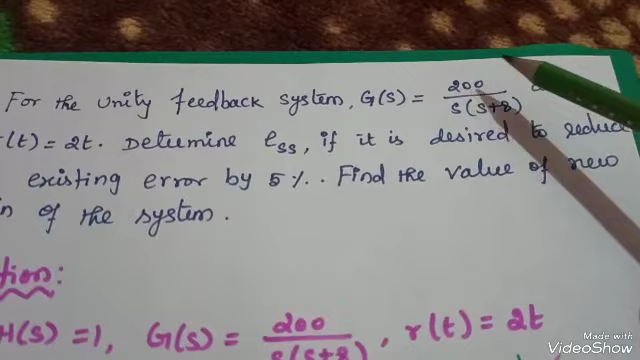 For the unity feedback system, G(s) = 200 / s(s+8)
r(t) = 2t. Determine ess, if it is desired to reduce
existing error by 5%. Find the value of new
in of the system.
tion:
H(s) = 1, G(s) = 200 / s(s+8), r(t) = 2t
Made with
VideoShow